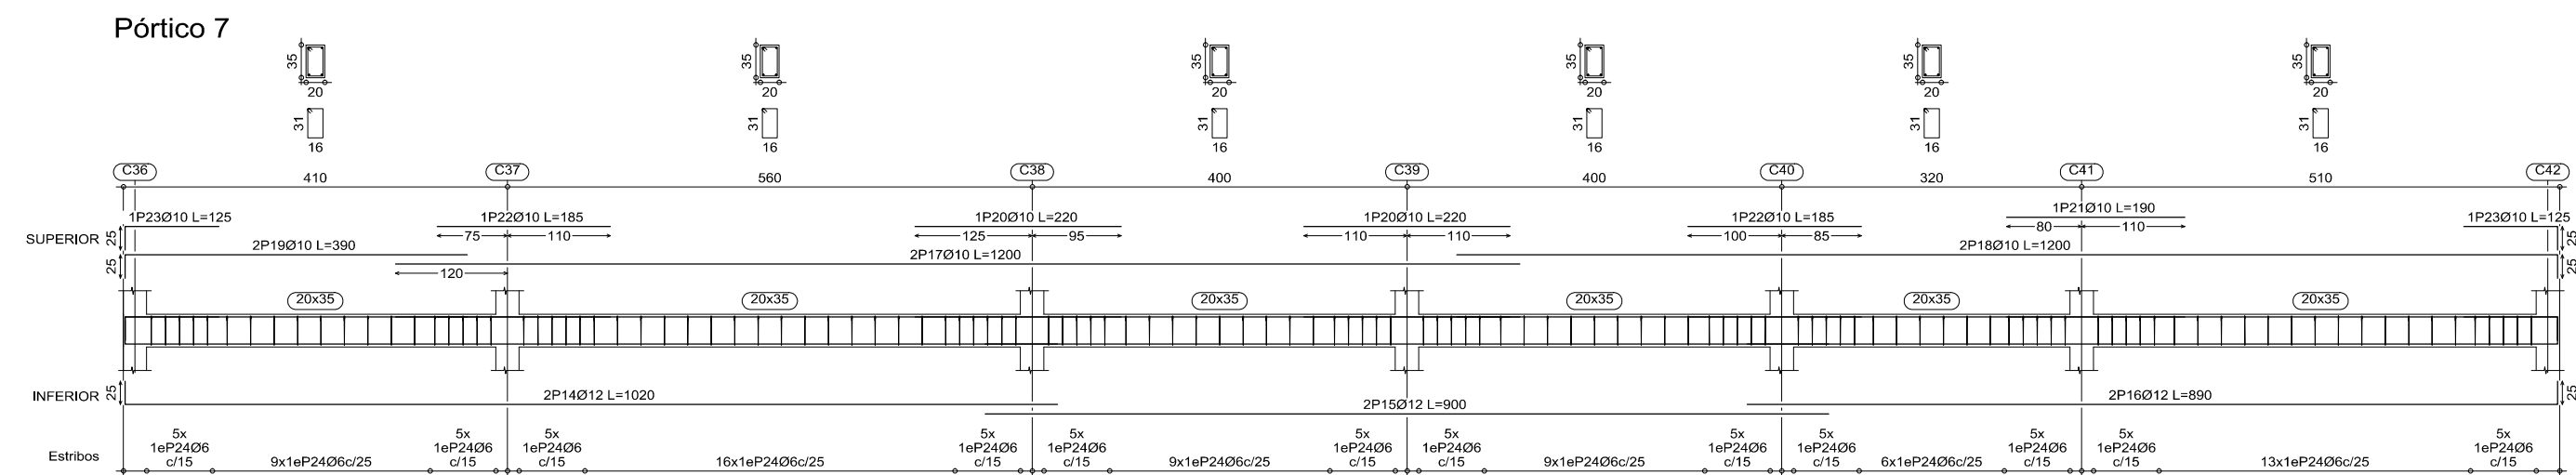 Pórtico 7
35 35 35 35 35 35
20 20 20 20 20 20
31 31 31 31 31 31
16 16 16 16 16 16
C36 C37 C38 C39 C40 C41 C42
410 560 400 400 320 510
1P21Ø10 L=190
1P23Ø10 L=125 1P22Ø10 L=185 1P20Ø10 L=220 1P20Ø10 L=220 1P22Ø10 L=185 80 110 1P23Ø10 L=125
SUPERIOR 25 75 110 125 95 110 110 100 85 25
2P19Ø10 L=390 2P17Ø10 L=1200 2P18Ø10 L=1200
25 120 25
20x35 20x35 20x35 20x35 20x35 20x35
INFERIOR 25 2P14Ø12 L=1020 2P15Ø12 L=900 2P16Ø12 L=890 25
5x 5x 5x 5x 5x 5x 5x 5x 5x 5x 5x 5x
1eP24Ø6 1eP24Ø6 1eP24Ø6 1eP24Ø6 1eP24Ø6 1eP24Ø6 1eP24Ø6 1eP24Ø6 1eP24Ø6 1eP24Ø6 1eP24Ø6 1eP24Ø6
Estribos c/15 9x1eP24Ø6c/25 c/15 c/15 16x1eP24Ø6c/25 c/15 c/15 9x1eP24Ø6c/25 c/15 c/15 9x1eP24Ø6c/25 c/15 c/15 6x1eP24Ø6c/25 c/15 c/15 13x1eP24Ø6c/25 c/15